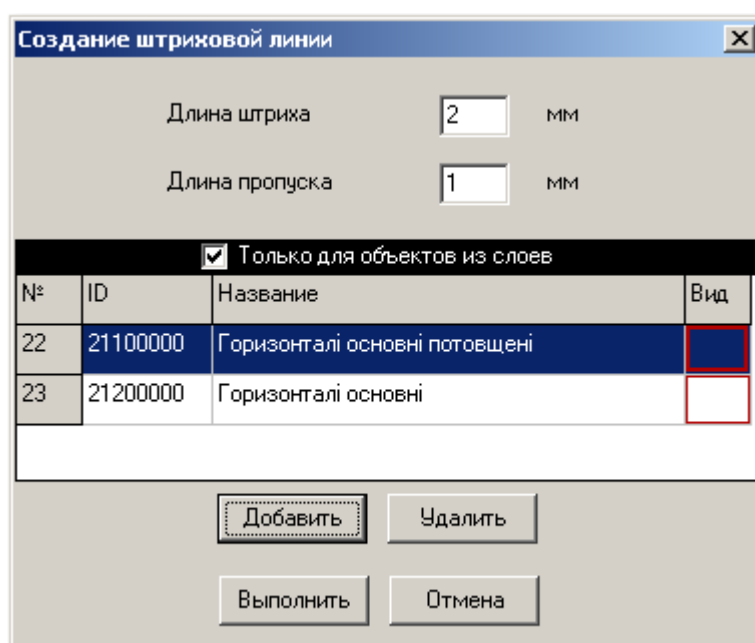 Создание штриховой линии
Длина штриха 2 мм
Длина пропуска 1 мм
Только для объектов из слоев
№ ID Название Вид
22 21100000 Горизонталі основні потовщені
23 21200000 Горизонталі основні
Добавить Удалить
Выполнить Отмена